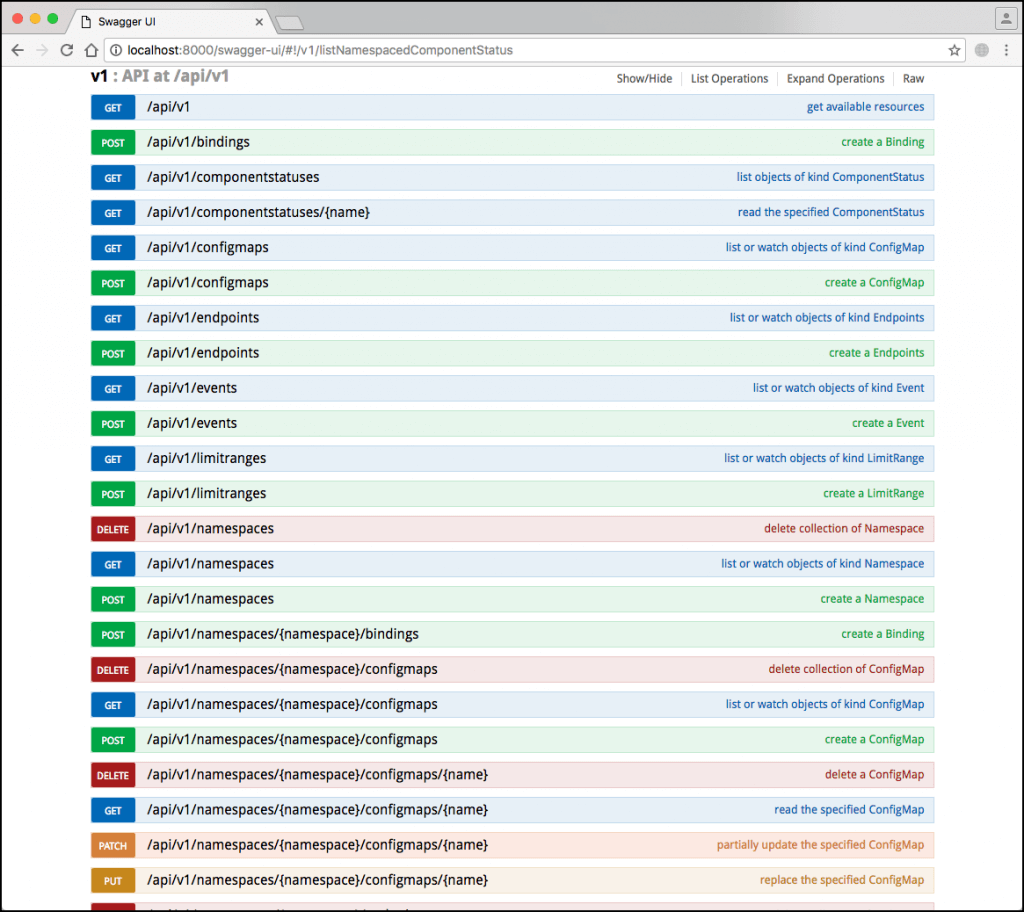 Swagger UI
localhost:8000/swagger-ui/#!/v1/listNamespacedComponentStatus
v1 : API at /api/v1 Show/Hide List Operations Expand Operations Raw
GET /api/v1 get available resources
POST /api/v1/bindings create a Binding
GET /api/v1/componentstatuses list objects of kind ComponentStatus
GET /api/v1/componentstatuses/{name} read the specified ComponentStatus
GET /api/v1/configmaps list or watch objects of kind ConfigMap
POST /api/v1/configmaps create a ConfigMap
GET /api/v1/endpoints list or watch objects of kind Endpoints
POST /api/v1/endpoints create a Endpoints
GET /api/v1/events list or watch objects of kind Event
POST /api/v1/events create a Event
GET /api/v1/limitranges list or watch objects of kind LimitRange
POST /api/v1/limitranges create a LimitRange
DELETE /api/v1/namespaces delete collection of Namespace
GET /api/v1/namespaces list or watch objects of kind Namespace
POST /api/v1/namespaces create a Namespace
POST /api/v1/namespaces/{namespace}/bindings create a Binding
DELETE /api/v1/namespaces/{namespace}/configmaps delete collection of ConfigMap
GET /api/v1/namespaces/{namespace}/configmaps list or watch objects of kind ConfigMap
POST /api/v1/namespaces/{namespace}/configmaps create a ConfigMap
DELETE /api/v1/namespaces/{namespace}/configmaps/{name} delete a ConfigMap
GET /api/v1/namespaces/{namespace}/configmaps/{name} read the specified ConfigMap
PATCH /api/v1/namespaces/{namespace}/configmaps/{name} partially update the specified ConfigMap
PUT /api/v1/namespaces/{namespace}/configmaps/{name} replace the specified ConfigMap